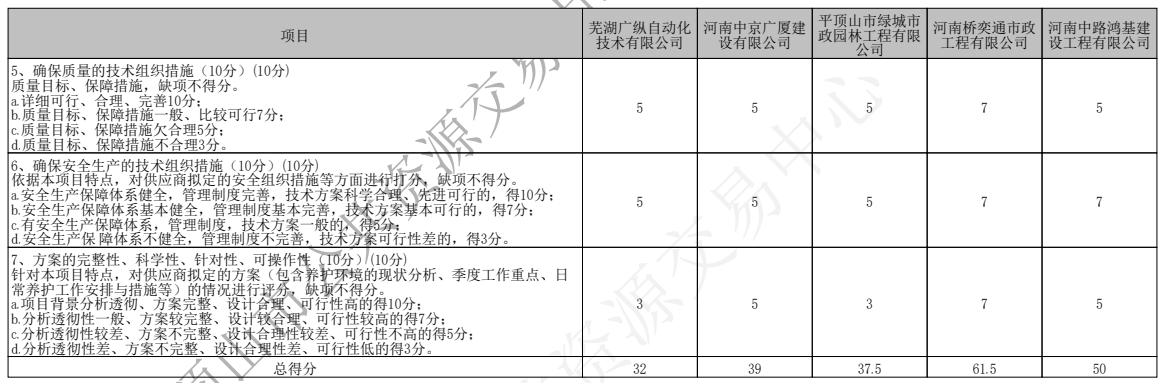 项目
芜湖广纵自动化
技术有限公司
河南中京广厦建
设有限公司
平顶山市绿城市
政园林工程有限
公司
河南桥奕通市政
工程有限公司
河南中路鸿基建
设工程有限公司
5、确保质量的技术组织措施（10分）(10分)
质量目标、保障措施，缺项不得分。
a.详细可行、合理、完善10分；
b.质量目标、保障措施一般、比较可行7分；
c.质量目标、保障措施欠合理5分；
d.质量目标、保障措施不合理3分。
5
5
5
7
5
6、确保安全生产的技术组织措施（10分）(10分)
依据本项目特点，对供应商拟定的安全组织措施等方面进行打分，缺项不得分。
a.安全生产保障体系健全，管理制度完善，技术方案科学合理、先进可行的，得10分；
b.安全生产保障体系基本健全，管理制度基本完善，技术方案基本可行的，得7分；
c.有安全生产保障体系，管理制度，技术方案一般的，得5分；
d.安全生产保障体系不健全，管理制度不完善，技术方案可行性差的，得3分。
5
5
5
7
7
7、方案的完整性、科学性、针对性、可操作性（10分）(10分)
针对本项目特点，对供应商拟定的方案（包含养护环境的现状分析、季度工作重点、日
常养护工作安排与措施等）的情况进行评分，缺项不得分。
a.项目背景分析透彻、方案完整、设计合理、可行性高的得10分；
b.分析透彻性一般、方案较完整、设计较合理、可行性较高的得7分；
c.分析透彻性较差、方案不完整、设计合理性较差、可行性不高的得5分；
d.分析透彻性差、方案不完整、设计合理性差、可行性低的得3分。
3
5
3
7
5
总得分
32
39
37.5
61.5
50